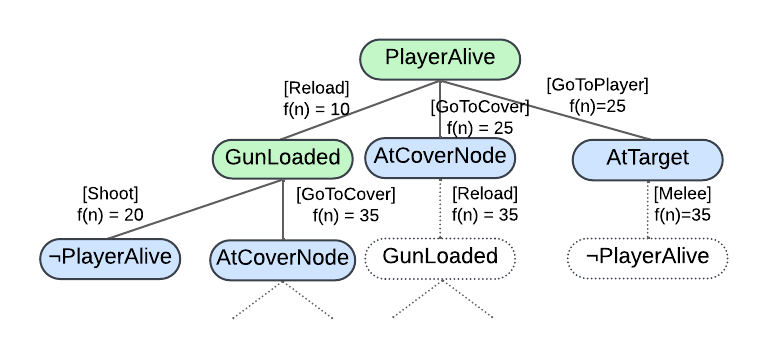 PlayerAlive
[Reload]
f(n) = 10
[GoToCover]
f(n) = 25
[GoToPlayer]
f(n)=25
GunLoaded
AtCoverNode
AtTarget
[Shoot]
f(n) = 20
[GoToCover]
f(n) = 35
[Reload]
f(n) = 35
[Melee]
f(n)=35
¬PlayerAlive
AtCoverNode
GunLoaded
¬PlayerAlive